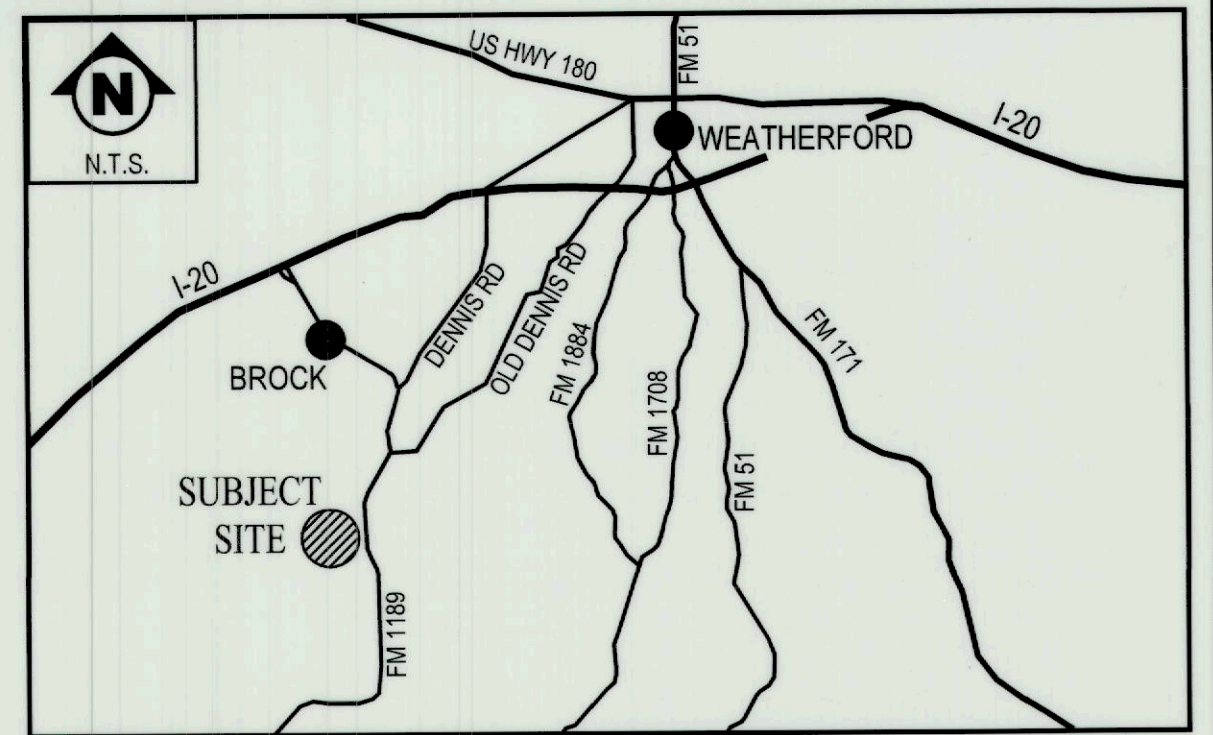 N
N.T.S.
US HWY 180
FM 51
WEATHERFORD
I-20
I-20
DENNIS RD
OLD DENNIS RD
BROCK
FM 1884
FM 1708
FM 171
FM 51
SUBJECT
SITE
FM 1189